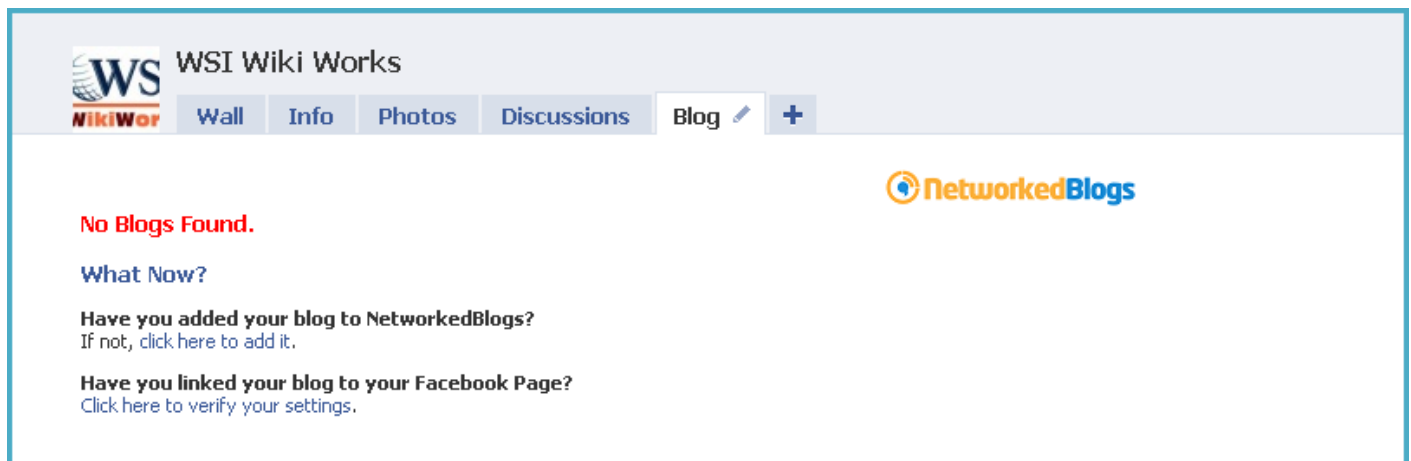 WS
WikiWor
WSI Wiki Works
Wall Info Photos Discussions Blog +
NetworkedBlogs
No Blogs Found.
What Now?
Have you added your blog to NetworkedBlogs?
If not, click here to add it.
Have you linked your blog to your Facebook Page?
Click here to verify your settings.